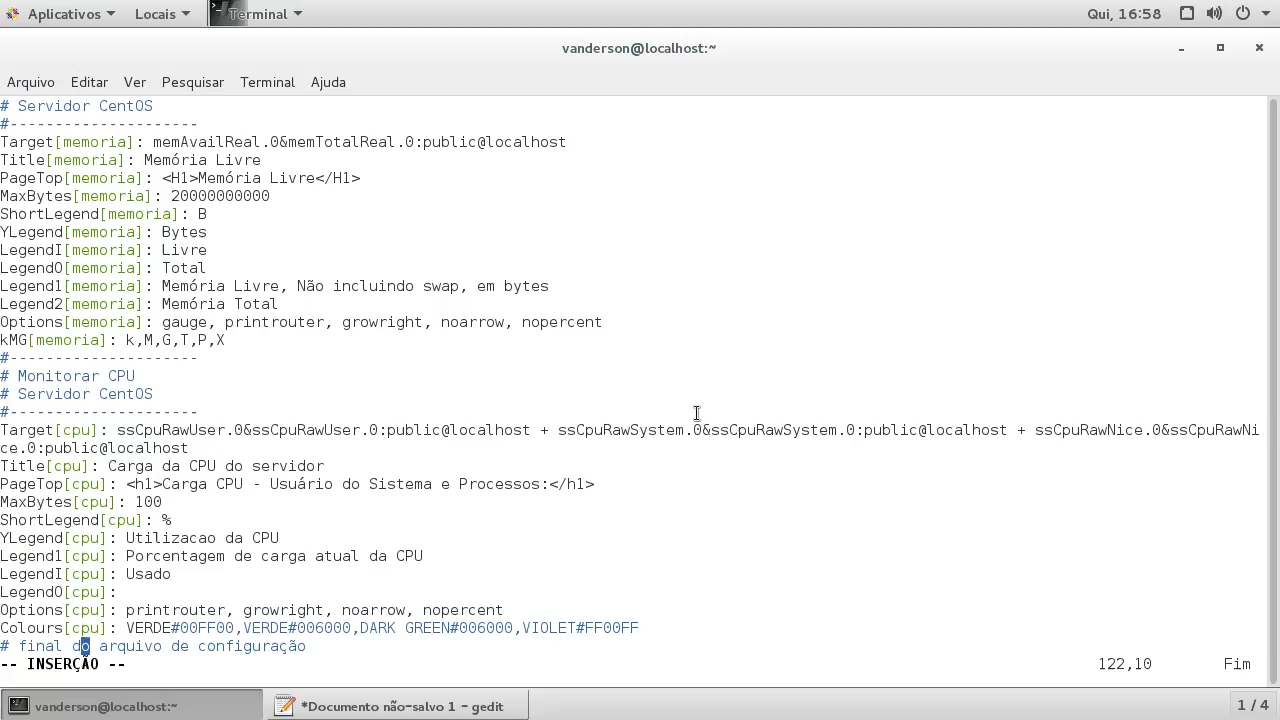 Aplicativos Locais Terminal Qui, 16:58
vanderson@localhost:~
Arquivo Editar Ver Pesquisar Terminal Ajuda
# Servidor CentOS
#---------------------
Target[memoria]: memAvailReal.0&memTotalReal.0:public@localhost
Title[memoria]: Memória Livre
PageTop[memoria]: <H1>Memória Livre</H1>
MaxBytes[memoria]: 20000000000
ShortLegend[memoria]: B
YLegend[memoria]: Bytes
LegendI[memoria]: Livre
LegendO[memoria]: Total
Legend1[memoria]: Memória Livre, Não incluindo swap, em bytes
Legend2[memoria]: Memória Total
Options[memoria]: gauge, printrouter, growright, noarrow, nopercent
kMG[memoria]: k,M,G,T,P,X
#---------------------
# Monitorar CPU
# Servidor CentOS
#---------------------
Target[cpu]: ssCpuRawUser.0&ssCpuRawUser.0:public@localhost + ssCpuRawSystem.0&ssCpuRawSystem.0:public@localhost + ssCpuRawNice.0&ssCpuRawNi
ce.0:public@localhost
Title[cpu]: Carga da CPU do servidor
PageTop[cpu]: <h1>Carga CPU - Usuário do Sistema e Processos:</h1>
MaxBytes[cpu]: 100
ShortLegend[cpu]: %
YLegend[cpu]: Utilizacao da CPU
Legend1[cpu]: Porcentagem de carga atual da CPU
LegendI[cpu]: Usado
LegendO[cpu]:
Options[cpu]: printrouter, growright, noarrow, nopercent
Colours[cpu]: VERDE#00FF00,VERDE#006000,DARK GREEN#006000,VIOLET#FF00FF
# final do arquivo de configuração
-- INSERÇÃO -- 122,10 Fim
vanderson@localhost:~ *Documento não-salvo 1 - gedit 1 / 4